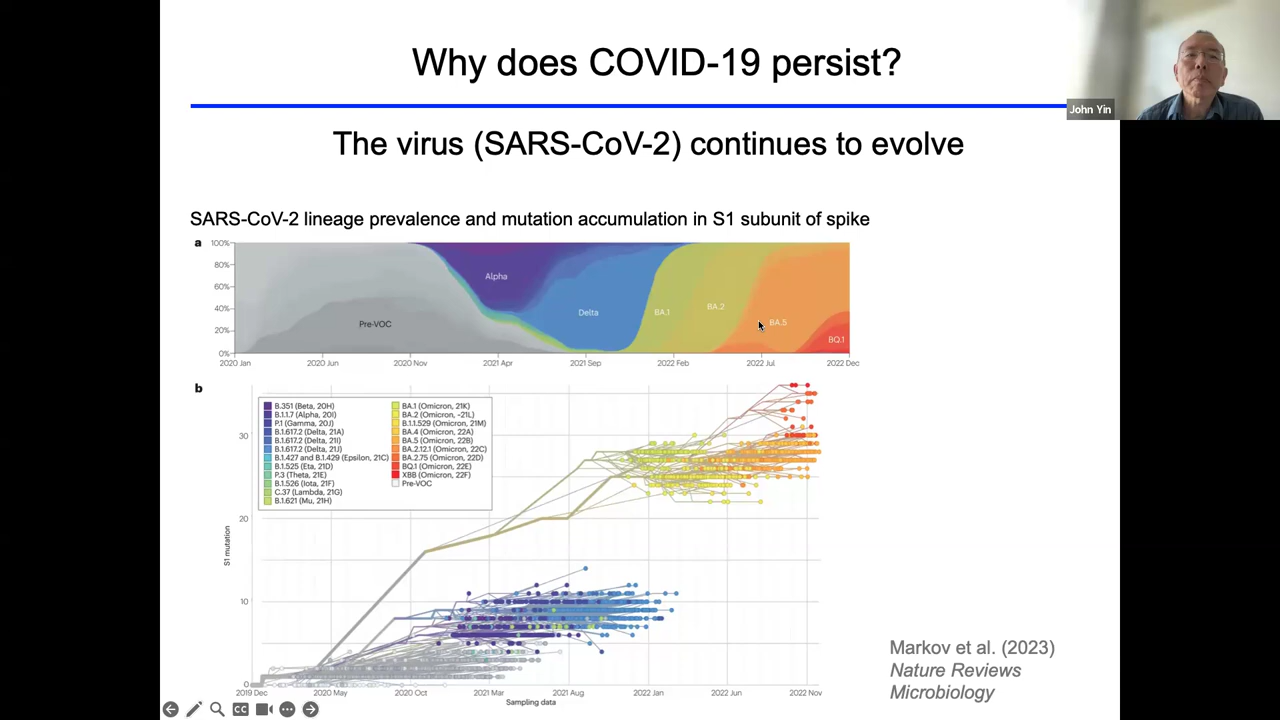 Why does COVID-19 persist?
John Yin
The virus (SARS-CoV-2) continues to evolve
SARS-CoV-2 lineage prevalence and mutation accumulation in S1 subunit of spike
a
100%
80%
60%
40%
20%
0%
Pre-VOC
Alpha
Delta
BA.1
BA.2
BA.5
BQ.1
2020 Jan
2020 Jun
2020 Nov
2021 Apr
2021 Sep
2022 Feb
2022 Jul
2022 Dec
b
B.351 (Beta, 20H)
B.1.1.7 (Alpha, 20I)
P.1 (Gamma, 20J)
B.1.617.2 (Delta, 21A)
B.1.617.2 (Delta, 21I)
B.1.617.2 (Delta, 21J)
B.1.427 and B.1.429 (Epsilon, 21C)
B.1.525 (Eta, 21D)
P.3 (Theta, 21E)
B.1.526 (Iota, 21F)
C.37 (Lambda, 21G)
B.1.621 (Mu, 21H)
BA.1 (Omicron, 21K)
BA.2 (Omicron, -21L)
B.1.1.529 (Omicron, 21M)
BA.4 (Omicron, 22A)
BA.5 (Omicron, 22B)
BA.2.12.1 (Omicron, 22C)
BA.2.75 (Omicron, 22D)
BQ.1 (Omicron, 22E)
XBB (Omicron, 22F)
Pre-VOC
S1 mutation
30
20
10
0
2019 Dec
2020 May
2020 Oct
2021 Mar
2021 Aug
2022 Jan
2022 Jun
2022 Nov
Sampling data
Markov et al. (2023)
Nature Reviews
Microbiology
CC